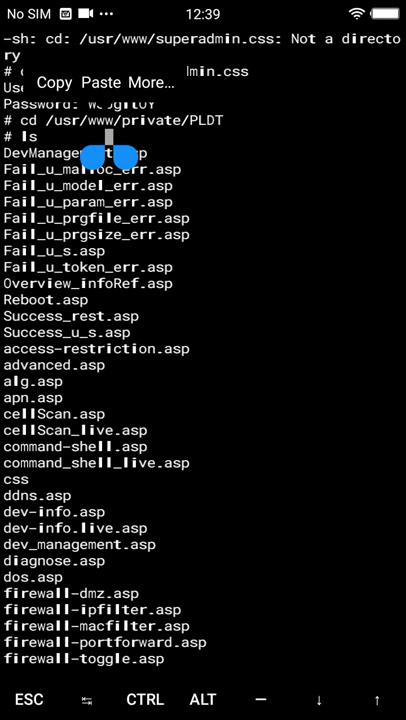 No SIM 12:39
-sh: cd: /usr/www/superadmin.css: Not a directo
ry
# min.css
Copy Paste More...
Use
Password:
# cd /usr/www/private/PLDT
# ls
Fail_u_malloc_err.asp
Fail_u_model_err.asp
Fail_u_param_err.asp
Fail_u_prgfile_err.asp
Fail_u_prgsize_err.asp
Fail_u_s.asp
Fail_u_token_err.asp
Overview_infoRef.asp
Reboot.asp
Success_rest.asp
Success_u_s.asp
access-restriction.asp
advanced.asp
alg.asp
apn.asp
cellScan.asp
cellScan_live.asp
command-shell.asp
command_shell_live.asp
css
ddns.asp
dev-info.asp
dev-info.live.asp
dev_management.asp
diagnose.asp
dos.asp
firewall-dmz.asp
firewall-ipfilter.asp
firewall-macfilter.asp
firewall-portforward.asp
firewall-toggle.asp
ESC ↹ CTRL ALT — ↓ ↑